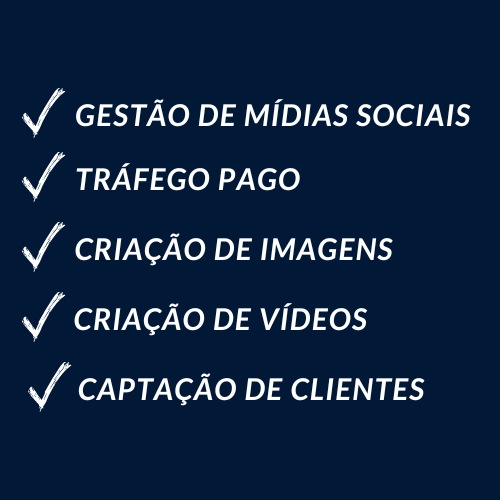 GESTÃO DE MÍDIAS SOCIAIS
TRÁFEGO PAGO
CRIAÇÃO DE IMAGENS
CRIAÇÃO DE VÍDEOS
CAPTAÇÃO DE CLIENTES